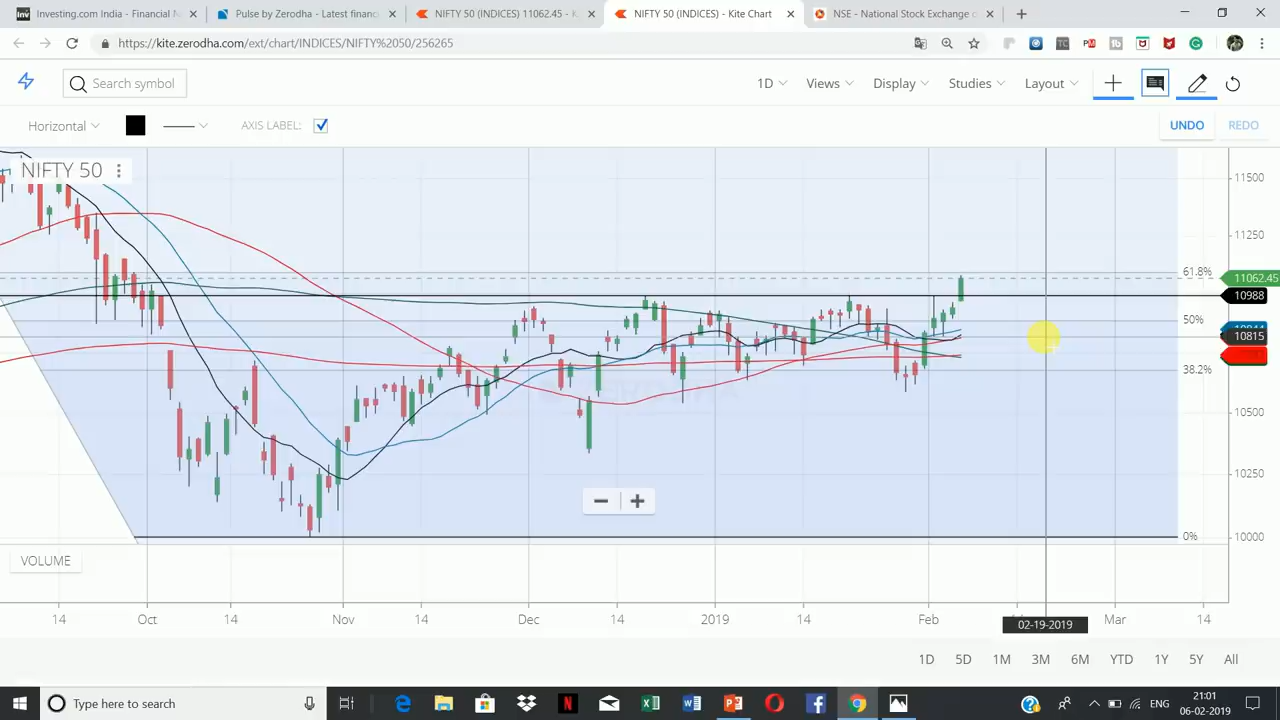 Investing.com India - Financial
Pulse by Zerodha - Latest financi
NIFTY 50 (INDICES) 11062.45 - K
NIFTY 50 (INDICES) - Kite Chart
NSE - National Stock Exchange o
https://kite.zerodha.com/ext/chart/INDICES/NIFTY%2050/256265
Search symbol
1D Views Display Studies Layout
Horizontal AXIS LABEL: UNDO REDO
NIFTY 50
11500
11250
61.8%
11062.45
10988
50%
10815
38.2%
10500
10250
0%
10000
VOLUME
14 Oct 14 Nov 14 Dec 14 2019 14 Feb Mar 14
02-19-2019
1D 5D 1M 3M 6M YTD 1Y 5Y All
Type here to search
ENG
21:01
06-02-2019